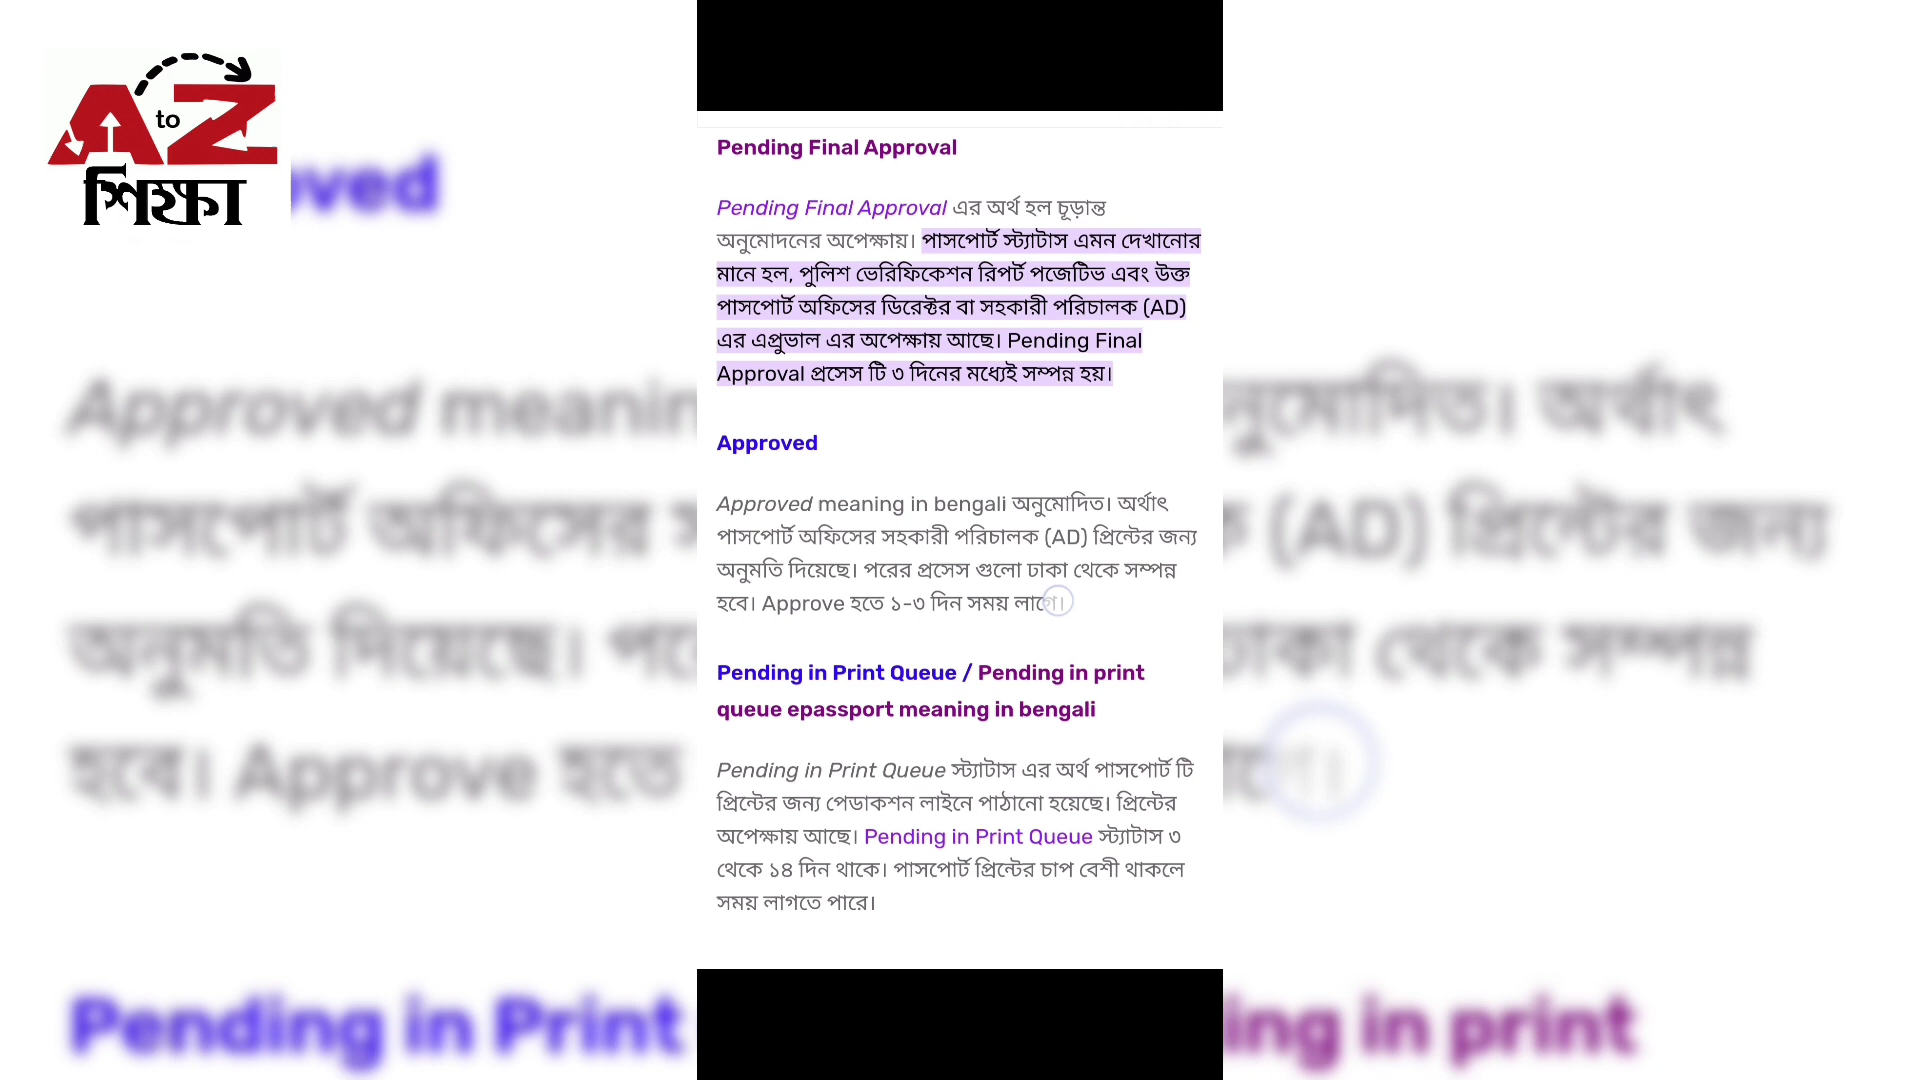 A to Z
শিক্ষা
Pending Final Approval
Pending Final Approval এর অর্থ হল চূড়ান্ত
অনুমোদনের অপেক্ষায়। পাসপোর্ট স্ট্যাটাস এমন দেখানোর
মানে হল, পুলিশ ভেরিফিকেশন রিপর্ট পজেটিভ এবং উক্ত
পাসপোর্ট অফিসের ডিরেক্টর বা সহকারী পরিচালক (AD)
এর এপ্রুভাল এর অপেক্ষায় আছে। Pending Final
Approval প্রসেস টি ৩ দিনের মধ্যেই সম্পন্ন হয়।
Approved
Approved meaning in bengali অনুমোদিত। অর্থাৎ
পাসপোর্ট অফিসের সহকারী পরিচালক (AD) প্রিন্টের জন্য
অনুমতি দিয়েছে। পরের প্রসেস গুলো ঢাকা থেকে সম্পন্ন
হবে। Approve হতে ১-৩ দিন সময় লাগে।
Pending in Print Queue / Pending in print
queue epassport meaning in bengali
Pending in Print Queue স্ট্যাটাস এর অর্থ পাসপোর্ট টি
প্রিন্টের জন্য পেডাকশন লাইনে পাঠানো হয়েছে। প্রিন্টের
অপেক্ষায় আছে। Pending in Print Queue স্ট্যাটাস ৩
থেকে ১৪ দিন থাকে। পাসপোর্ট প্রিন্টের চাপ বেশী থাকলে
সময় লাগতে পারে।